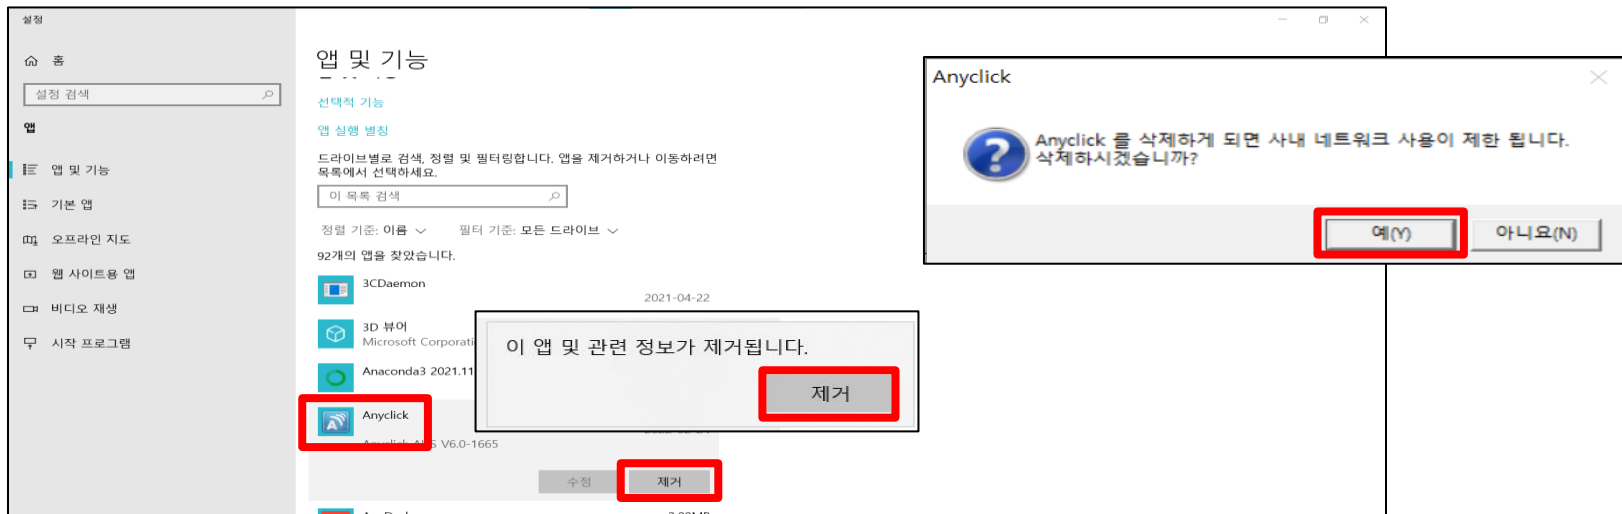 설정
홈
설정 검색
앱
앱 및 기능
기본 앱
오프라인 지도
웹 사이트용 앱
비디오 재생
시작 프로그램
앱 및 기능
선택적 기능
앱 실행 별칭
드라이브별로 검색, 정렬 및 필터링합니다. 앱을 제거하거나 이동하려면
목록에서 선택하세요.
이 목록 검색
정렬 기준: 이름 필터 기준: 모든 드라이브
92개의 앱을 찾았습니다.
3CDaemon
2021-04-22
3D 뷰어
Microsoft
Anaconda3 2021.11
Anyclick
V6.0-1665
수정 제거
이 앱 및 관련 정보가 제거됩니다.
제거
Anyclick
Anyclick 를 삭제하게 되면 사내 네트워크 사용이 제한 됩니다.
삭제하시겠습니까?
예(Y) 아니요(N)